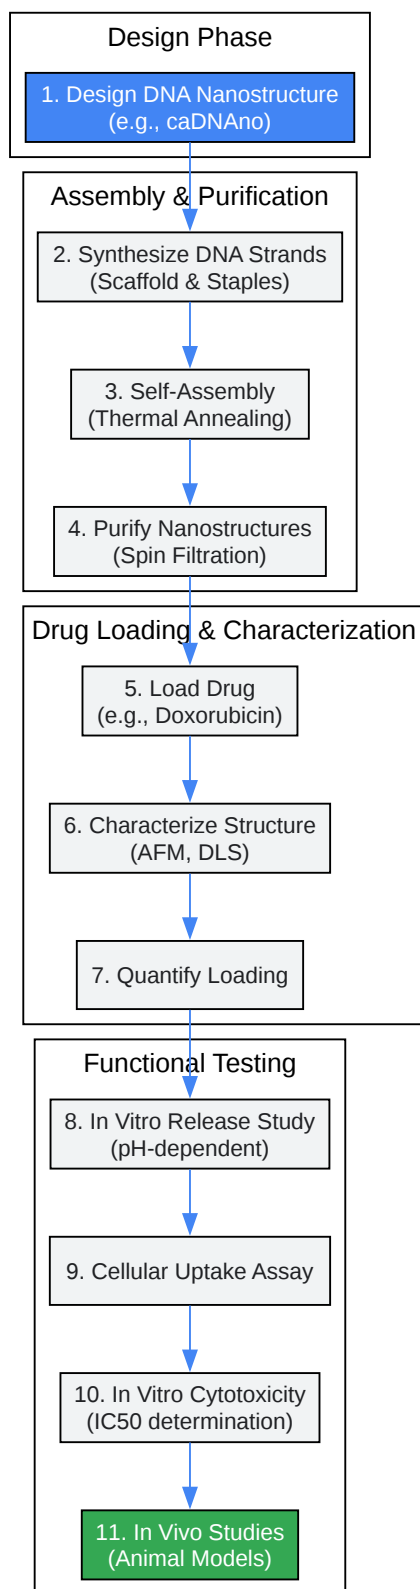 Design Phase
1. Design DNA Nanostructure
(e.g., caDNAno)
Assembly & Purification
2. Synthesize DNA Strands
(Scaffold & Staples)
3. Self-Assembly
(Thermal Annealing)
4. Purify Nanostructures
(Spin Filtration)
Drug Loading & Characterization
5. Load Drug
(e.g., Doxorubicin)
6. Characterize Structure
(AFM, DLS)
7. Quantify Loading
Functional Testing
8. In Vitro Release Study
(pH-dependent)
9. Cellular Uptake Assay
10. In Vitro Cytotoxicity
(IC50 determination)
11. In Vivo Studies
(Animal Models)